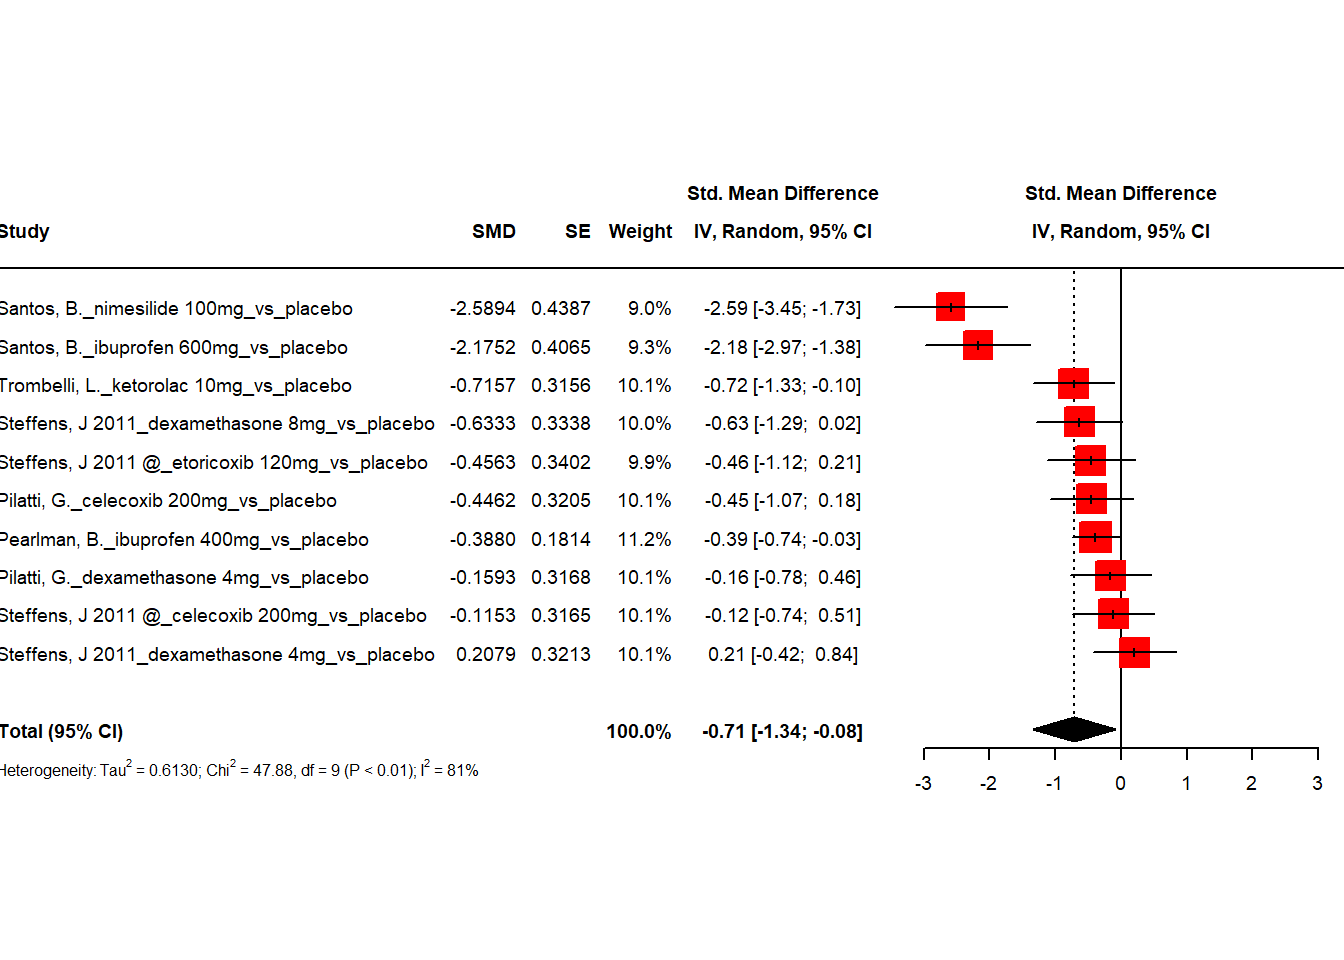 Std. Mean Difference Std. Mean Difference
Study SMD SE Weight IV, Random, 95% CI IV, Random, 95% CI
Santos, B._nimesilide 100mg_vs_placebo -2.5894 0.4387 9.0% -2.59 [-3.45; -1.73]
Santos, B._ibuprofen 600mg_vs_placebo -2.1752 0.4065 9.3% -2.18 [-2.97; -1.38]
Trombelli, L._ketorolac 10mg_vs_placebo -0.7157 0.3156 10.1% -0.72 [-1.33; -0.10]
Steffens, J 2011_dexamethasone 8mg_vs_placebo -0.6333 0.3338 10.0% -0.63 [-1.29; 0.02]
Steffens, J 2011 @_etoricoxib 120mg_vs_placebo -0.4563 0.3402 9.9% -0.46 [-1.12; 0.21]
Pilatti, G._celecoxib 200mg_vs_placebo -0.4462 0.3205 10.1% -0.45 [-1.07; 0.18]
Pearlman, B._ibuprofen 400mg_vs_placebo -0.3880 0.1814 11.2% -0.39 [-0.74; -0.03]
Pilatti, G._dexamethasone 4mg_vs_placebo -0.1593 0.3168 10.1% -0.16 [-0.78; 0.46]
Steffens, J 2011 @_celecoxib 200mg_vs_placebo -0.1153 0.3165 10.1% -0.12 [-0.74; 0.51]
Steffens, J 2011_dexamethasone 4mg_vs_placebo 0.2079 0.3213 10.1% 0.21 [-0.42; 0.84]
Total (95% CI) 100.0% -0.71 [-1.34; -0.08]
Heterogeneity: Tau² = 0.6130; Chi² = 47.88, df = 9 (P < 0.01); I² = 81%
-3 -2 -1 0 1 2 3